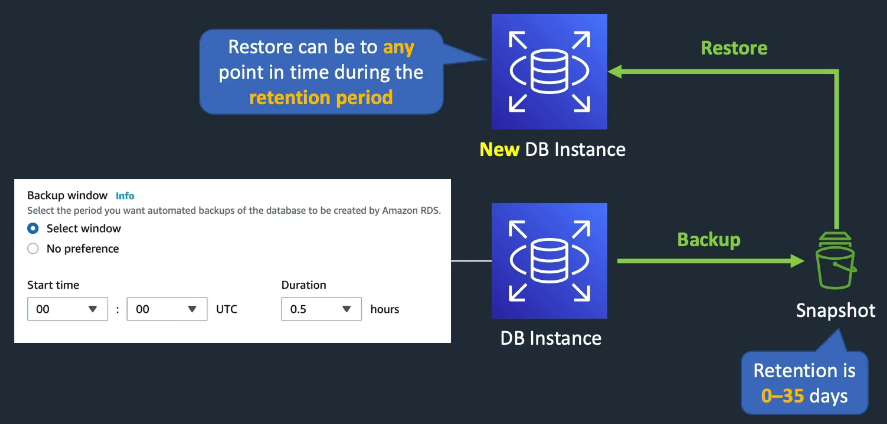 Restore can be to any
point in time during the
retention period
Restore
New DB Instance
Backup window Info
Select the period you want automated backups of the database to be created by Amazon RDS.
Select window
No preference
Start time
Duration
00 : 00 UTC
0.5 hours
Backup
DB Instance
Snapshot
Retention is
0–35 days